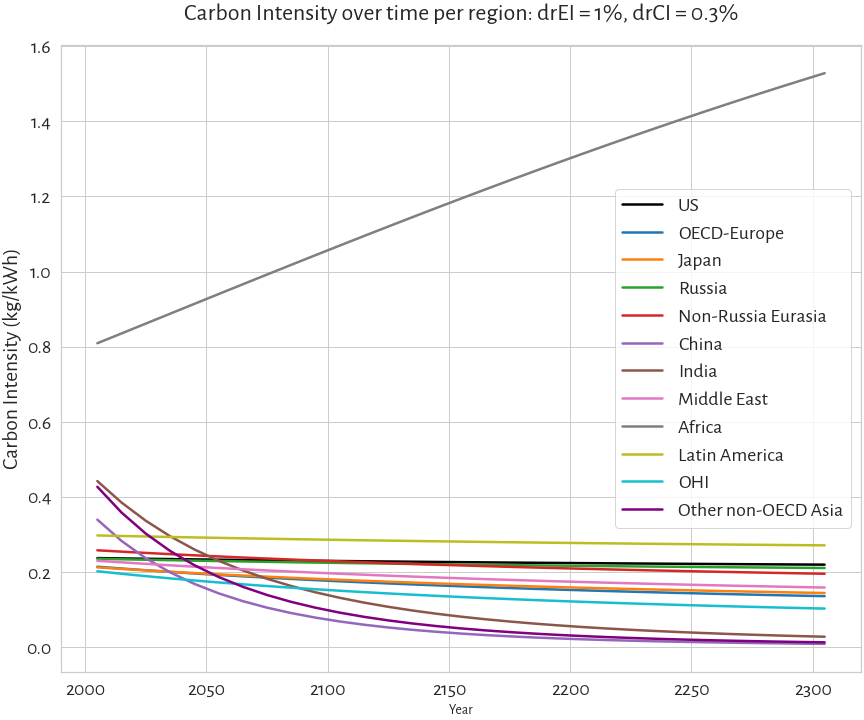 Carbon Intensity over time per region: drEI = 1%, drCI = 0.3%
Carbon Intensity (kg/kWh)
1.6
1.4
1.2
1.0
0.8
0.6
0.4
0.2
0.0
US
OECD-Europe
Japan
Russia
Non-Russia Eurasia
China
India
Middle East
Africa
Latin America
OHI
Other non-OECD Asia
2000 2050 2100 2150 2200 2250 2300
Year